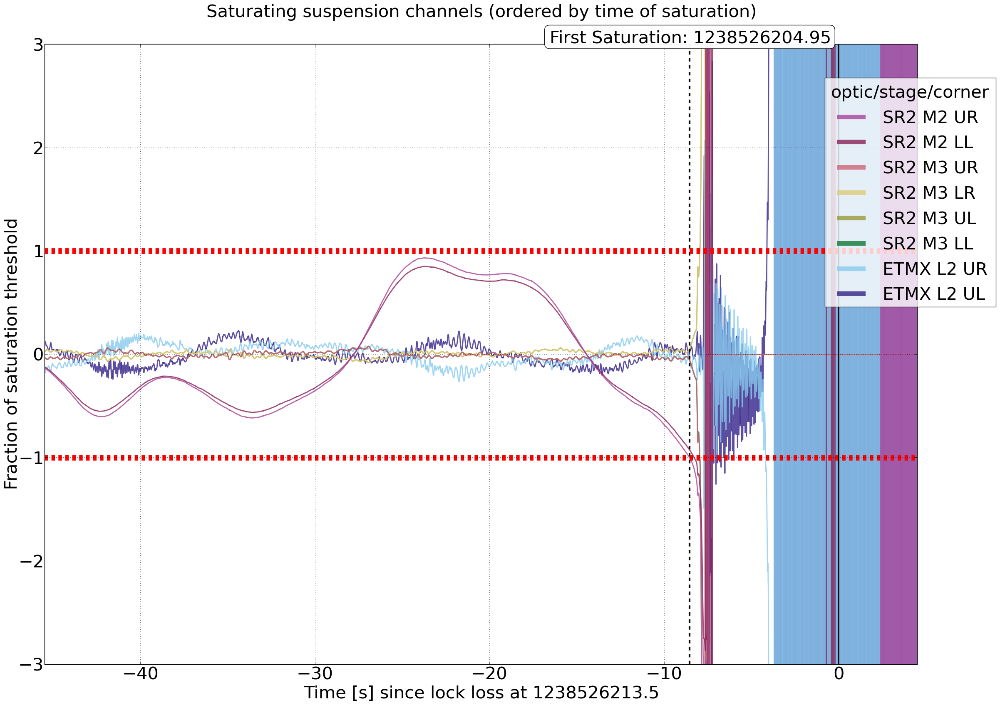 Saturating suspension channels (ordered by time of saturation)
First Saturation: 1238526204.95
3
2
1
0
−1
−2
−3
Fraction of saturation threshold
optic/stage/corner
SR2 M2 UR
SR2 M2 LL
SR2 M3 UR
SR2 M3 LR
SR2 M3 UL
SR2 M3 LL
ETMX L2 UR
ETMX L2 UL
−40 −30 −20 −10 0
Time [s] since lock loss at 1238526213.5